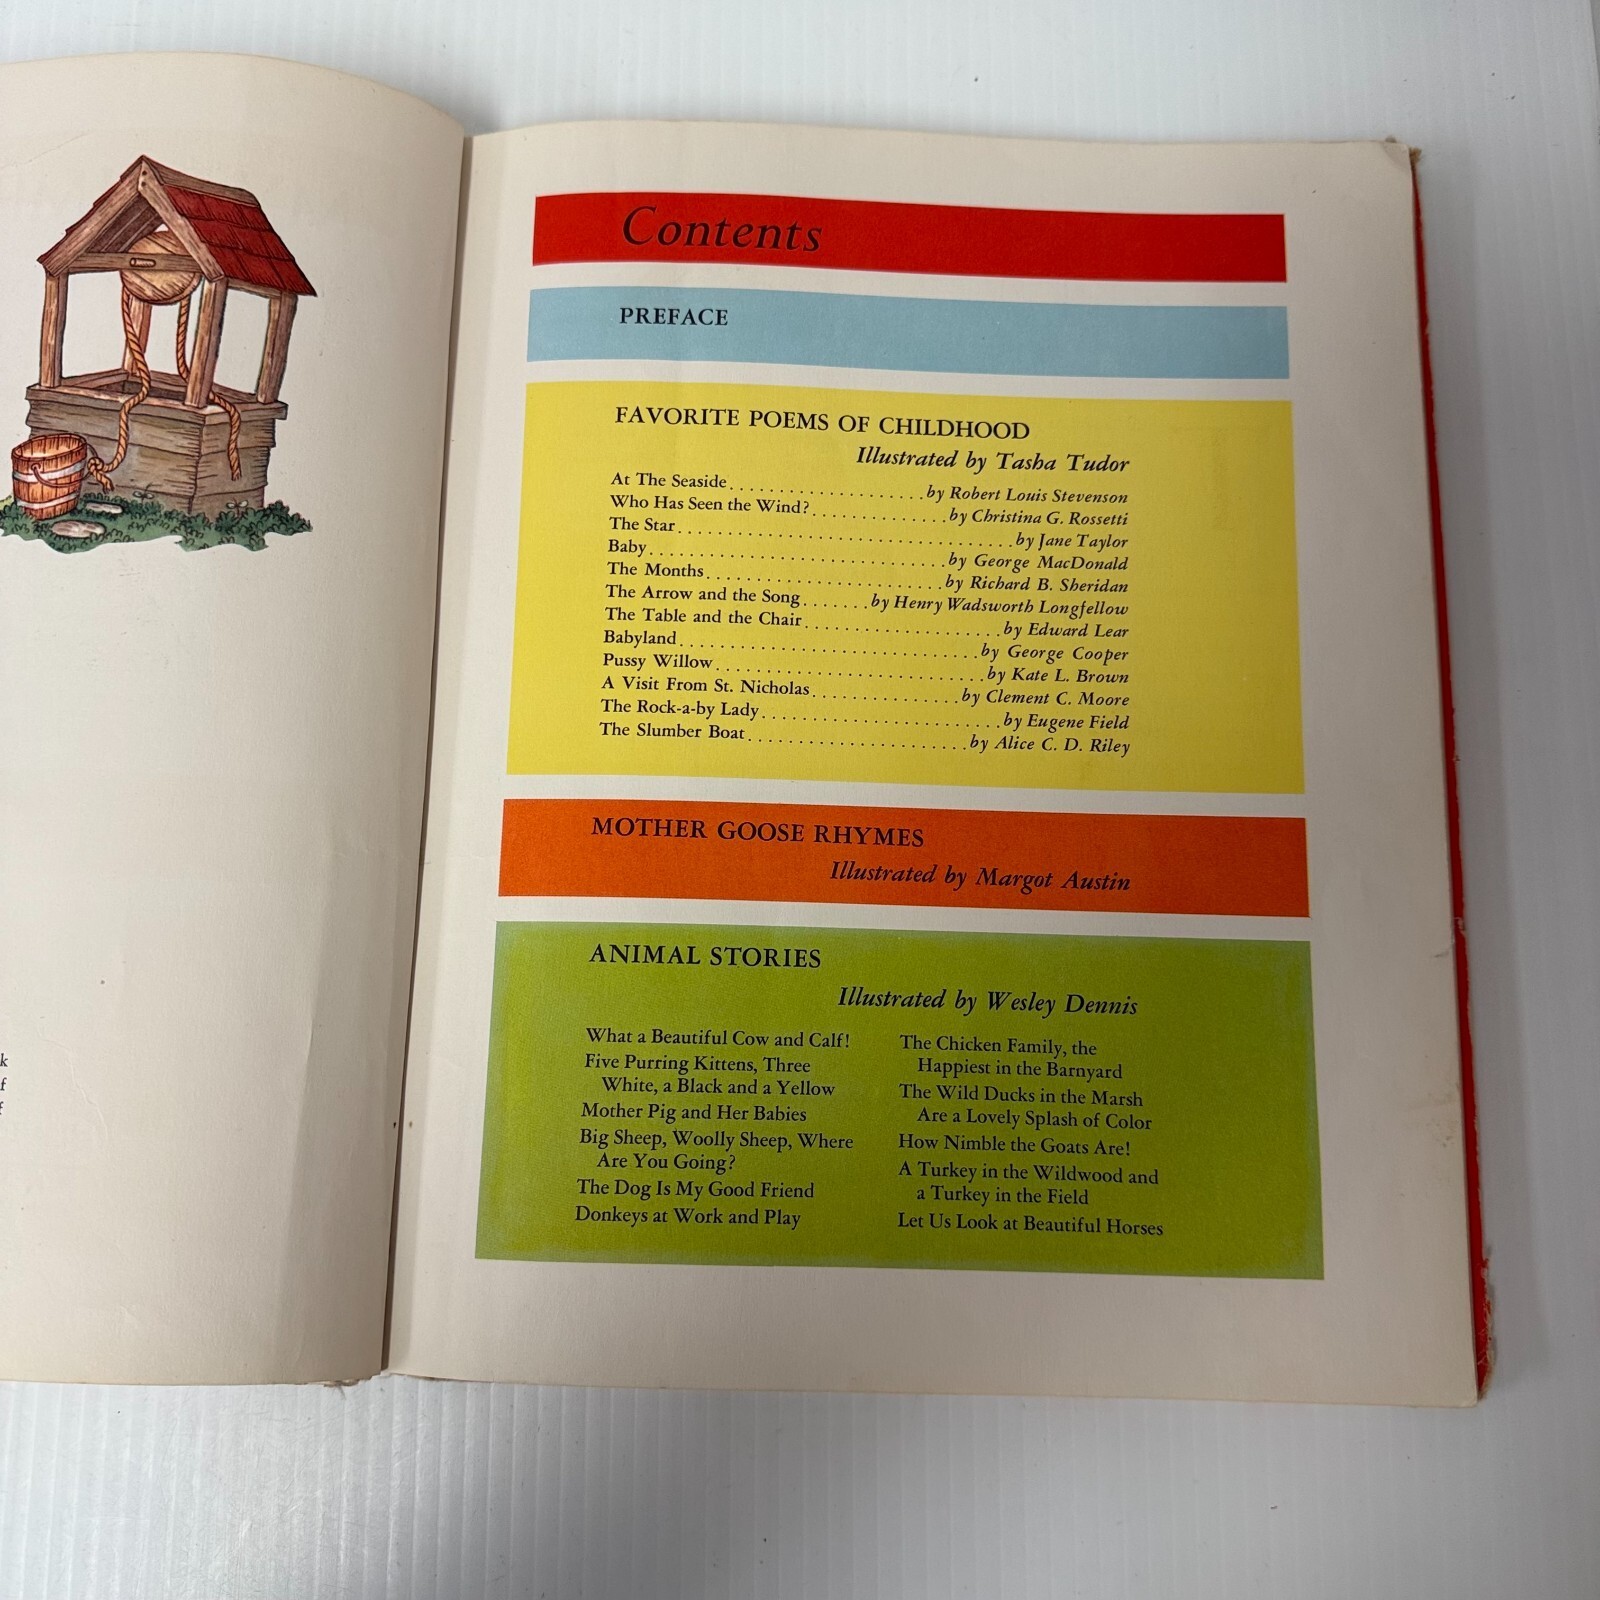 k
f
f
Contents
PREFACE
FAVORITE POEMS OF CHILDHOOD
Illustrated by Tasha Tudor
At The Seaside......................by Robert Louis Stevenson
Who Has Seen the Wind?..............by Christina G. Rossetti
The Star..................................by Jane Taylor
Baby..............................by George MacDonald
The Months........................by Richard B. Sheridan
The Arrow and the Song.......by Henry Wadsworth Longfellow
The Table and the Chair.....................by Edward Lear
Babyland..............................by George Cooper
Pussy Willow...........................by Kate L. Brown
A Visit From St. Nicholas...............by Clement C. Moore
The Rock-a-by Lady........................by Eugene Field
The Slumber Boat......................by Alice C. D. Riley
MOTHER GOOSE RHYMES
Illustrated by Margot Austin
ANIMAL STORIES
Illustrated by Wesley Dennis
What a Beautiful Cow and Calf!
Five Purring Kittens, Three
White, a Black and a Yellow
Mother Pig and Her Babies
Big Sheep, Woolly Sheep, Where
Are You Going?
The Dog Is My Good Friend
Donkeys at Work and Play
The Chicken Family, the
Happiest in the Barnyard
The Wild Ducks in the Marsh
Are a Lovely Splash of Color
How Nimble the Goats Are!
A Turkey in the Wildwood and
a Turkey in the Field
Let Us Look at Beautiful Horses